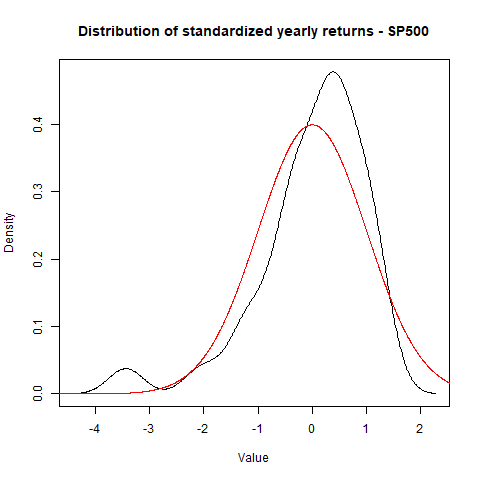 Distribution of standardized yearly returns - SP500
Density
0.4
0.3
0.2
0.1
0.0
-4 -3 -2 -1 0 1 2
Value